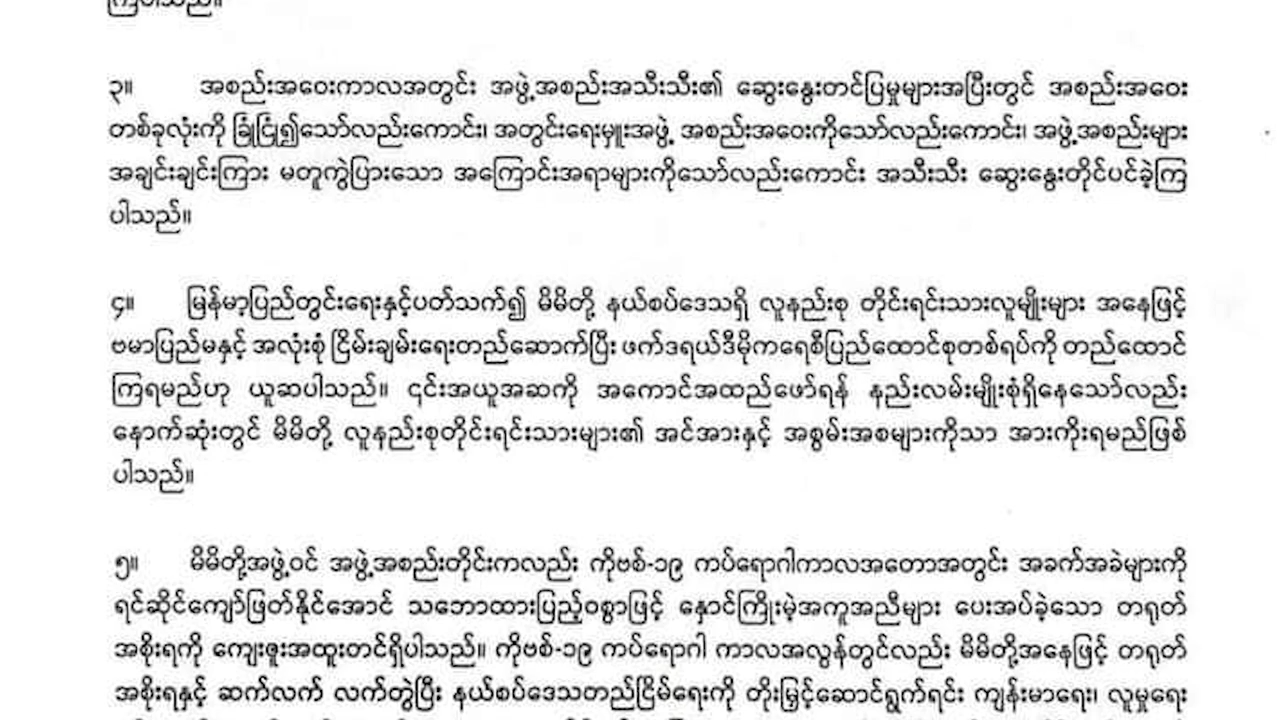 ကြပါသည်။
၃။ အစည်းအဝေးကာလအတွင်း အဖွဲ့အစည်းအသီးသီး၏ ဆွေးနွေးတင်ပြမှုများအပြီးတွင် အစည်းအဝေး
တစ်ခုလုံးကို ခြုံငုံ၍သော်လည်းကောင်း၊ အတွင်းရေးမှူးအဖွဲ့ အစည်းအဝေးကိုသော်လည်းကောင်း၊ အဖွဲ့အစည်းများ
အချင်းချင်းကြား မတူကွဲပြားသော အကြောင်းအရာများကိုသော်လည်းကောင်း အသီးသီး ဆွေးနွေးတိုင်ပင်ခဲ့ကြ
ပါသည်။
၄။ မြန်မာ့ပြည်တွင်းရေးနှင့်ပတ်သက်၍ မိမိတို့ နယ်စပ်ဒေသရှိ လူနည်းစု တိုင်းရင်းသားလူမျိုးများ အနေဖြင့်
ဗမာပြည်မနှင့် အလုံးစုံ ငြိမ်းချမ်းရေးတည်ဆောက်ပြီး ဖက်ဒရယ်ဒီမိုကရေစီပြည်ထောင်စုတစ်ရပ်ကို တည်ထောင်
ကြရမည်ဟု ယူဆပါသည်။ ၎င်းအယူအဆကို အကောင်အထည်ဖော်ရန် နည်းလမ်းမျိုးစုံရှိနေသော်လည်း
နောက်ဆုံးတွင် မိမိတို့ လူနည်းစုတိုင်းရင်းသားများ၏ အင်အားနှင့် အစွမ်းအစများကိုသာ အားကိုးရမည်ဖြစ်
ပါသည်။
၅။ မိမိတို့အဖွဲ့ဝင် အဖွဲ့အစည်းတိုင်းကလည်း ကိုဗစ်-၁၉ ကပ်ရောဂါကာလအတောအတွင်း အခက်အခဲများကို
ရင်ဆိုင်ကျော်ဖြတ်နိုင်အောင် သဘောထားပြည့်ဝစွာဖြင့် နှောင်ကြိုးမဲ့အကူအညီများ ပေးအပ်ခဲ့သော တရုတ်
အစိုးရကို ကျေးဇူးအထူးတင်ရှိပါသည်။ ကိုဗစ်-၁၉ ကပ်ရောဂါ ကာလအလွန်တွင်လည်း မိမိတို့အနေဖြင့် တရုတ်
အစိုးရနှင့် ဆက်လက် လက်တွဲပြီး နယ်စပ်ဒေသတည်ငြိမ်ရေးကို တိုးမြှင့်ဆောင်ရွက်ရင်း ကျန်းမာရေး၊ လူမှုရေး